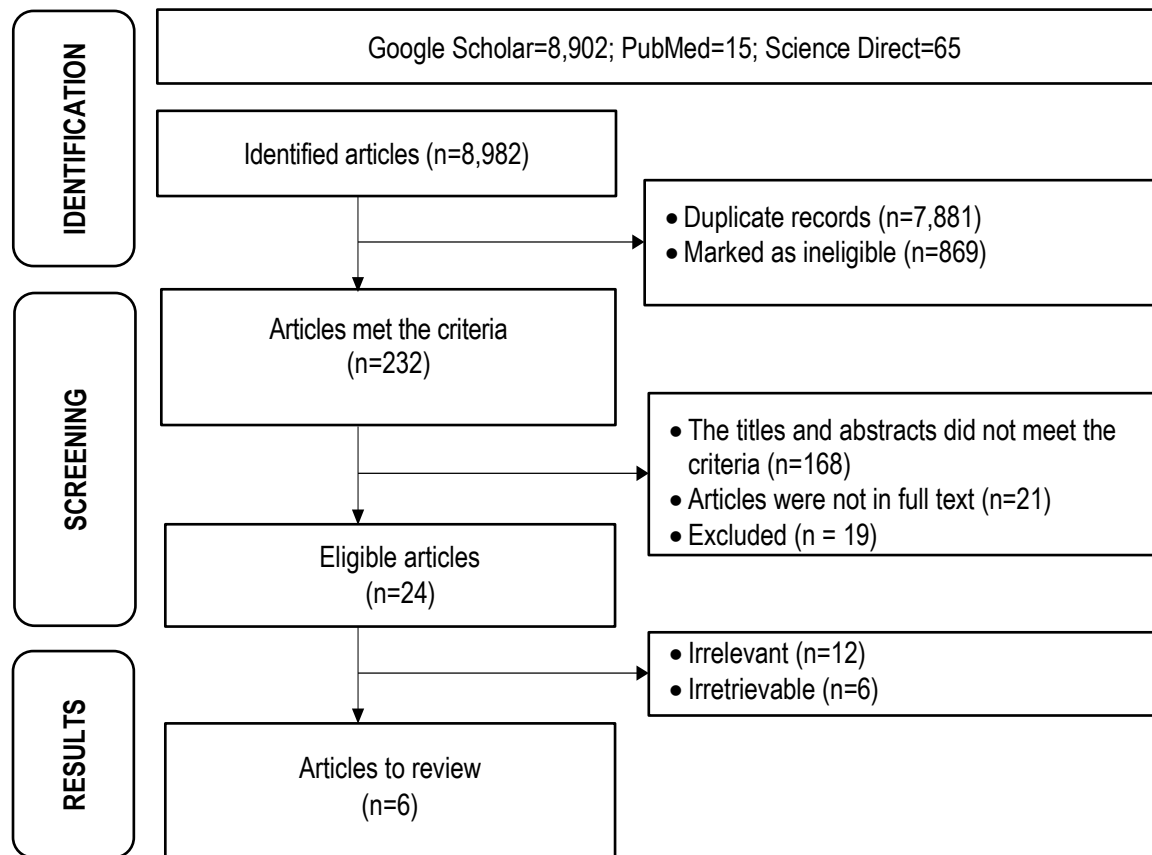 IDENTIFICATION
Google Scholar=8,902; PubMed=15; Science Direct=65
Identified articles (n=8,982)
• Duplicate records (n=7,881)
• Marked as ineligible (n=869)
SCREENING
Articles met the criteria
(n=232)
• The titles and abstracts did not meet the
criteria (n=168)
• Articles were not in full text (n=21)
• Excluded (n = 19)
Eligible articles
(n=24)
RESULTS
• Irrelevant (n=12)
• Irretrievable (n=6)
Articles to review
(n=6)